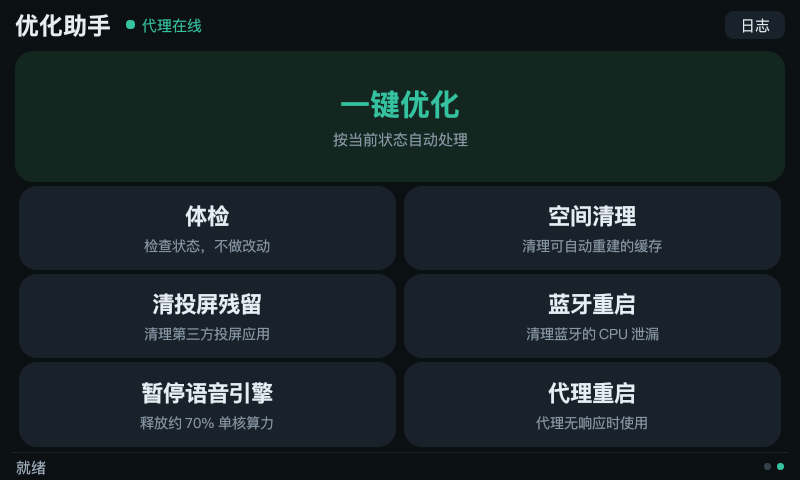 优化助手
代理在线
日志
一键优化
按当前状态自动处理
体检
检查状态，不做改动
空间清理
清理可自动重建的缓存
清投屏残留
清理第三方投屏应用
蓝牙重启
清理蓝牙的 CPU 泄漏
暂停语音引擎
释放约 70% 单核算力
代理重启
代理无响应时使用
就绪